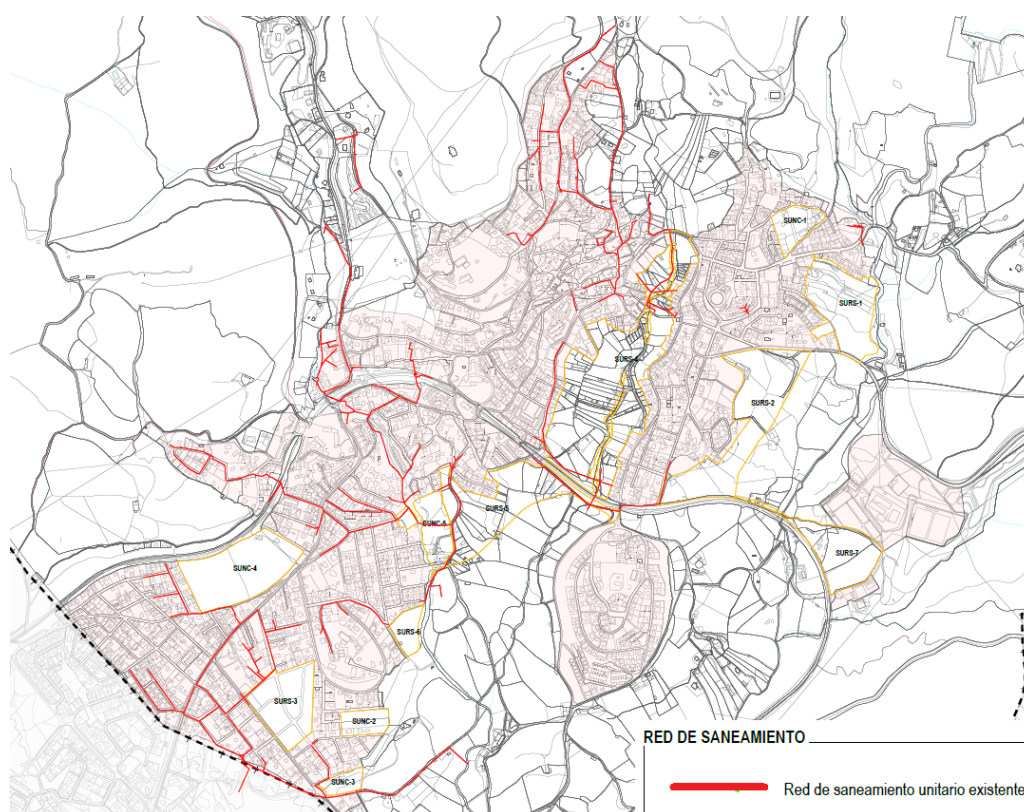 SUNC-1
SURS-1
SURS-4
SURS-2
SURS-5
SUNC-5
SURS-7
SUNC-4
SURS-6
SURS-3
SUNC-2
SUNC-3
RED DE SANEAMIENTO
Red de saneamiento unitario existente